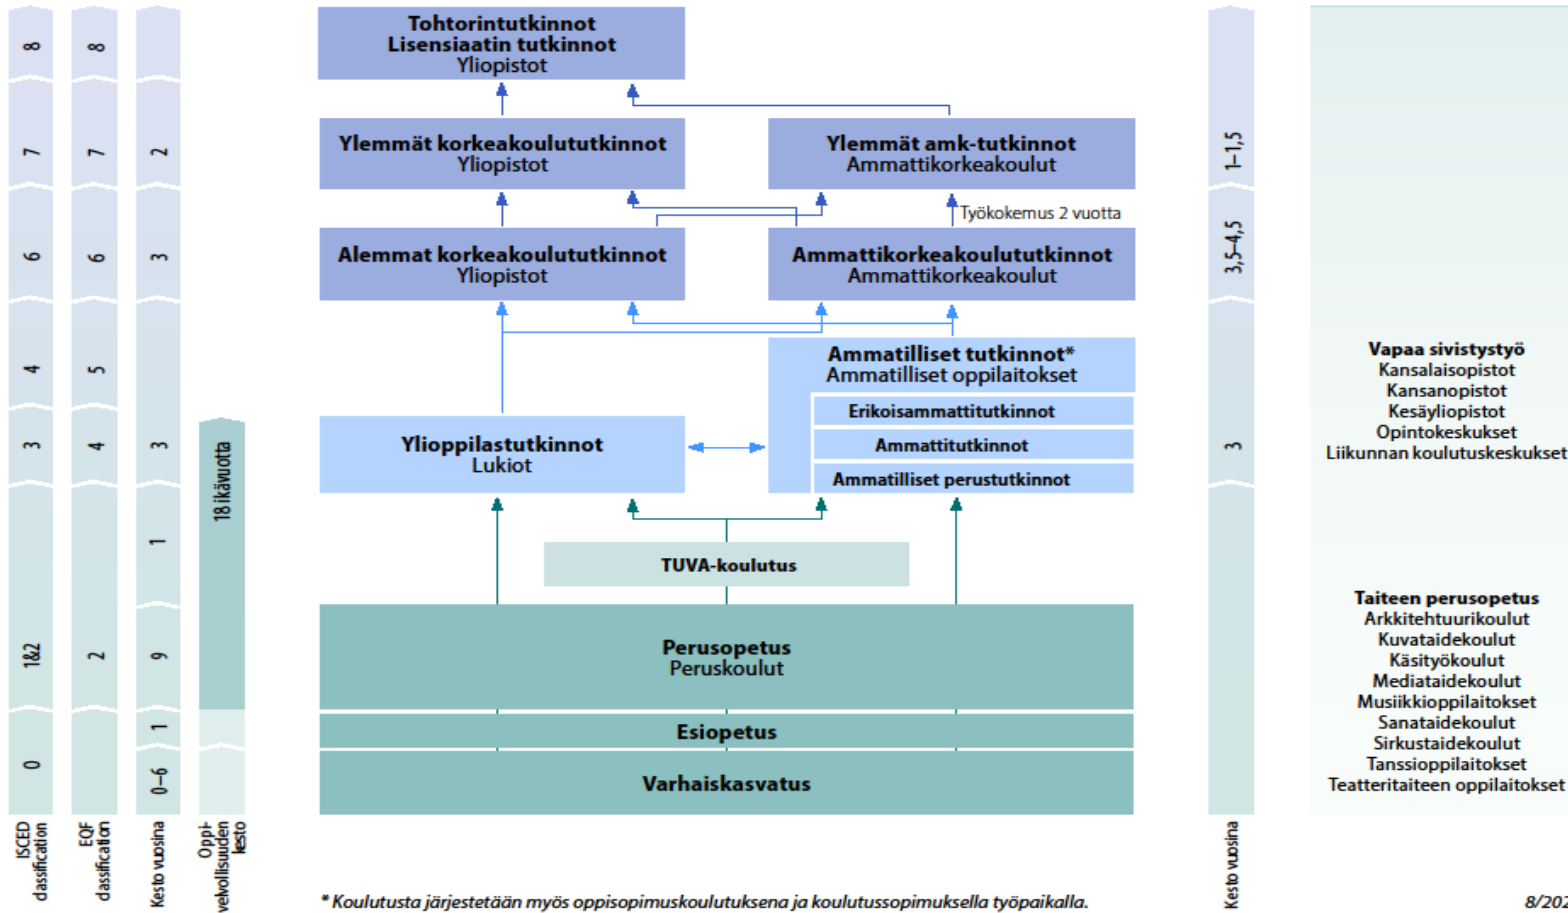 8
7
6
4
3
1&2
0
ISCED
classification
8
7
6
5
4
2
EQF
classification
2
3
3
1
9
1
0–6
Kesto vuosina
18 ikävuotta
Oppi-
velvollisuuden
kesto
Tohtorintutkinnot
Lisensiaatin tutkinnot
Yliopistot
Ylemmät korkeakoulututkinnot
Yliopistot
Ylemmät amk-tutkinnot
Ammattikorkeakoulut
Työkokemus 2 vuotta
Alemmat korkeakoulututkinnot
Yliopistot
Ammattikorkeakoulututkinnot
Ammattikorkeakoulut
Ammatilliset tutkinnot*
Ammatilliset oppilaitokset
Erikoisammattitutkinnot
Ammattitutkinnot
Ammatilliset perustutkinnot
Ylioppilastutkinnot
Lukiot
TUVA-koulutus
Perusopetus
Peruskoulut
Esiopetus
Varhaiskasvatus
* Koulutusta järjestetään myös oppisopimuskoulutuksena ja koulutussopimuksella työpaikalla.
1–1,5
3,5–4,5
3
Kesto vuosina
Vapaa sivistystyö
Kansalaisopistot
Kansanopistot
Kesäyliopistot
Opintokeskukset
Liikunnan koulutuskeskukset
Taiteen perusopetus
Arkkitehtuurikoulut
Kuvataidekoulut
Käsityökoulut
Mediataidekoulut
Musiikkioppilaitokset
Sanataidekoulut
Sirkustaidekoulut
Tanssioppilaitokset
Teatteritaiteen oppilaitokset
8/202